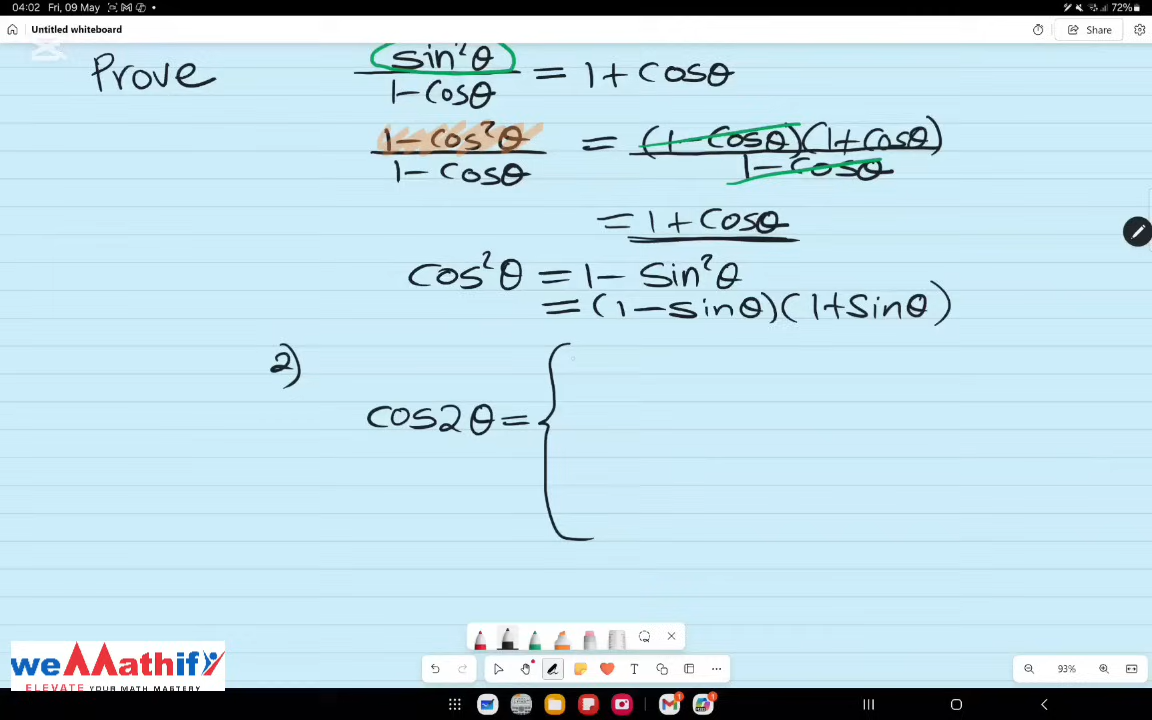 04:02 Fri, 09 May 72%
Untitled whiteboard Share
Prove sin²θ / 1 - cosθ = 1 + cosθ
1 - cos²θ / 1 - cosθ = (1 - cosθ)(1 + cosθ) / 1 - cosθ
= 1 + cosθ
cos²θ = 1 - sin²θ
= (1 - sinθ)(1 + sinθ)
2)
cos2θ = {
weMathify
ELEVATE YOUR MATH MASTERY
T 93%
1 1